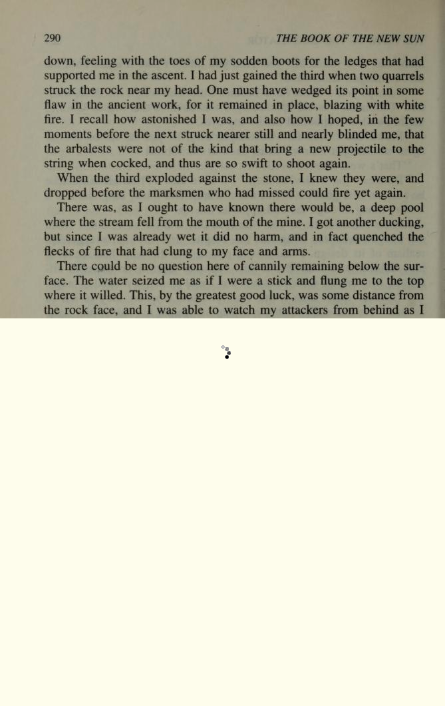 290 THE BOOK OF THE NEW SUN
down, feeling with the toes of my sodden boots for the ledges that had
supported me in the ascent. I had just gained the third when two quarrels
struck the rock near my head. One must have wedged its point in some
flaw in the ancient work, for it remained in place, blazing with white
fire. I recall how astonished I was, and also how I hoped, in the few
moments before the next struck nearer still and nearly blinded me, that
the arbalests were not of the kind that bring a new projectile to the
string when cocked, and thus are so swift to shoot again.
When the third exploded against the stone, I knew they were, and
dropped before the marksmen who had missed could fire yet again.
There was, as I ought to have known there would be, a deep pool
where the stream fell from the mouth of the mine. I got another ducking,
but since I was already wet it did no harm, and in fact quenched the
flecks of fire that had clung to my face and arms.
There could be no question here of cannily remaining below the sur-
face. The water seized me as if I were a stick and flung me to the top
where it willed. This, by the greatest good luck, was some distance from
the rock face, and I was able to watch my attackers from behind as I